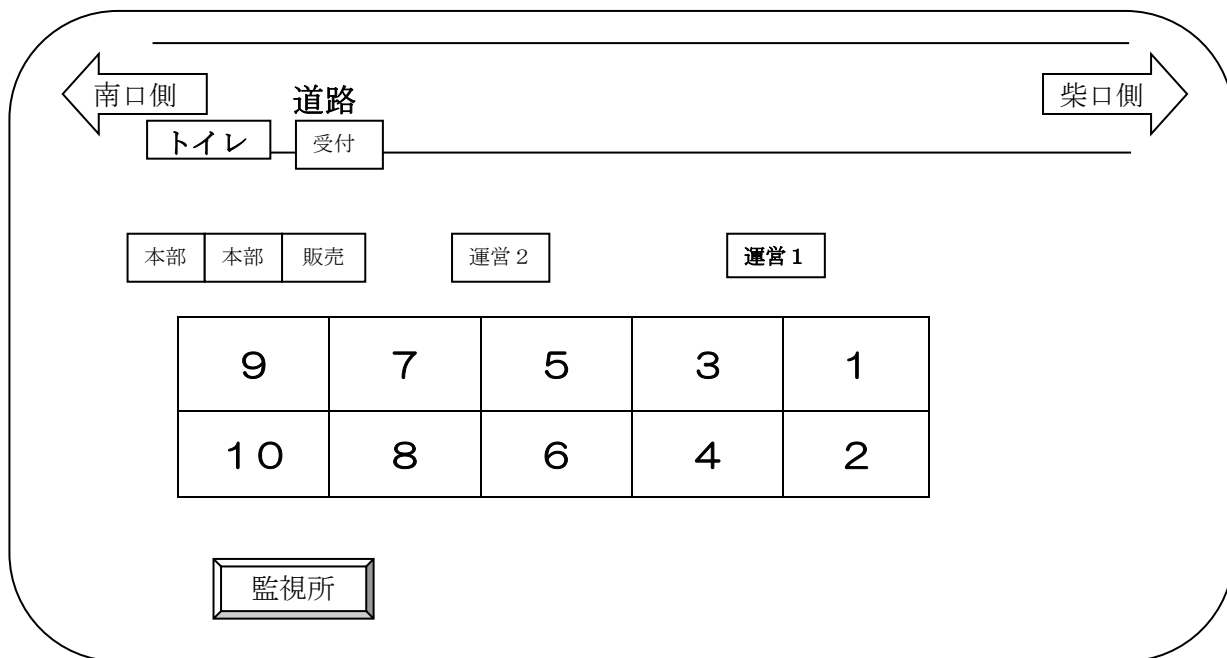 南口側
道路
柴口側
トイレ
受付
本部 本部 販売
運営２
運営１
９ ７ ５ ３ １
１０ ８ ６ ４ ２
監視所